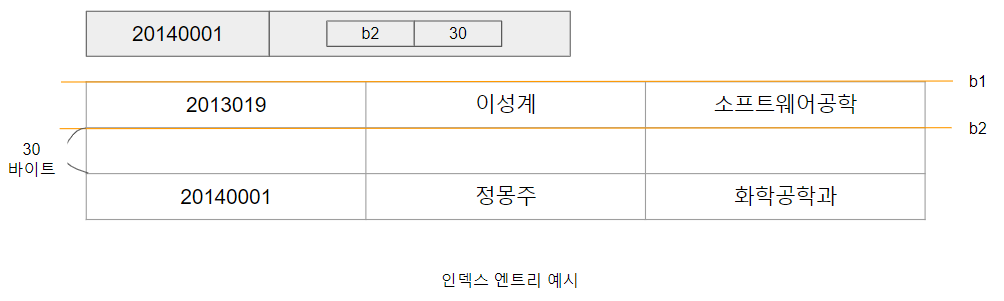 20140001 b2 30
b1
2013019 이성계 소프트웨어공학
b2
30
바이트
20140001 정몽주 화학공학과
인덱스 엔트리 예시